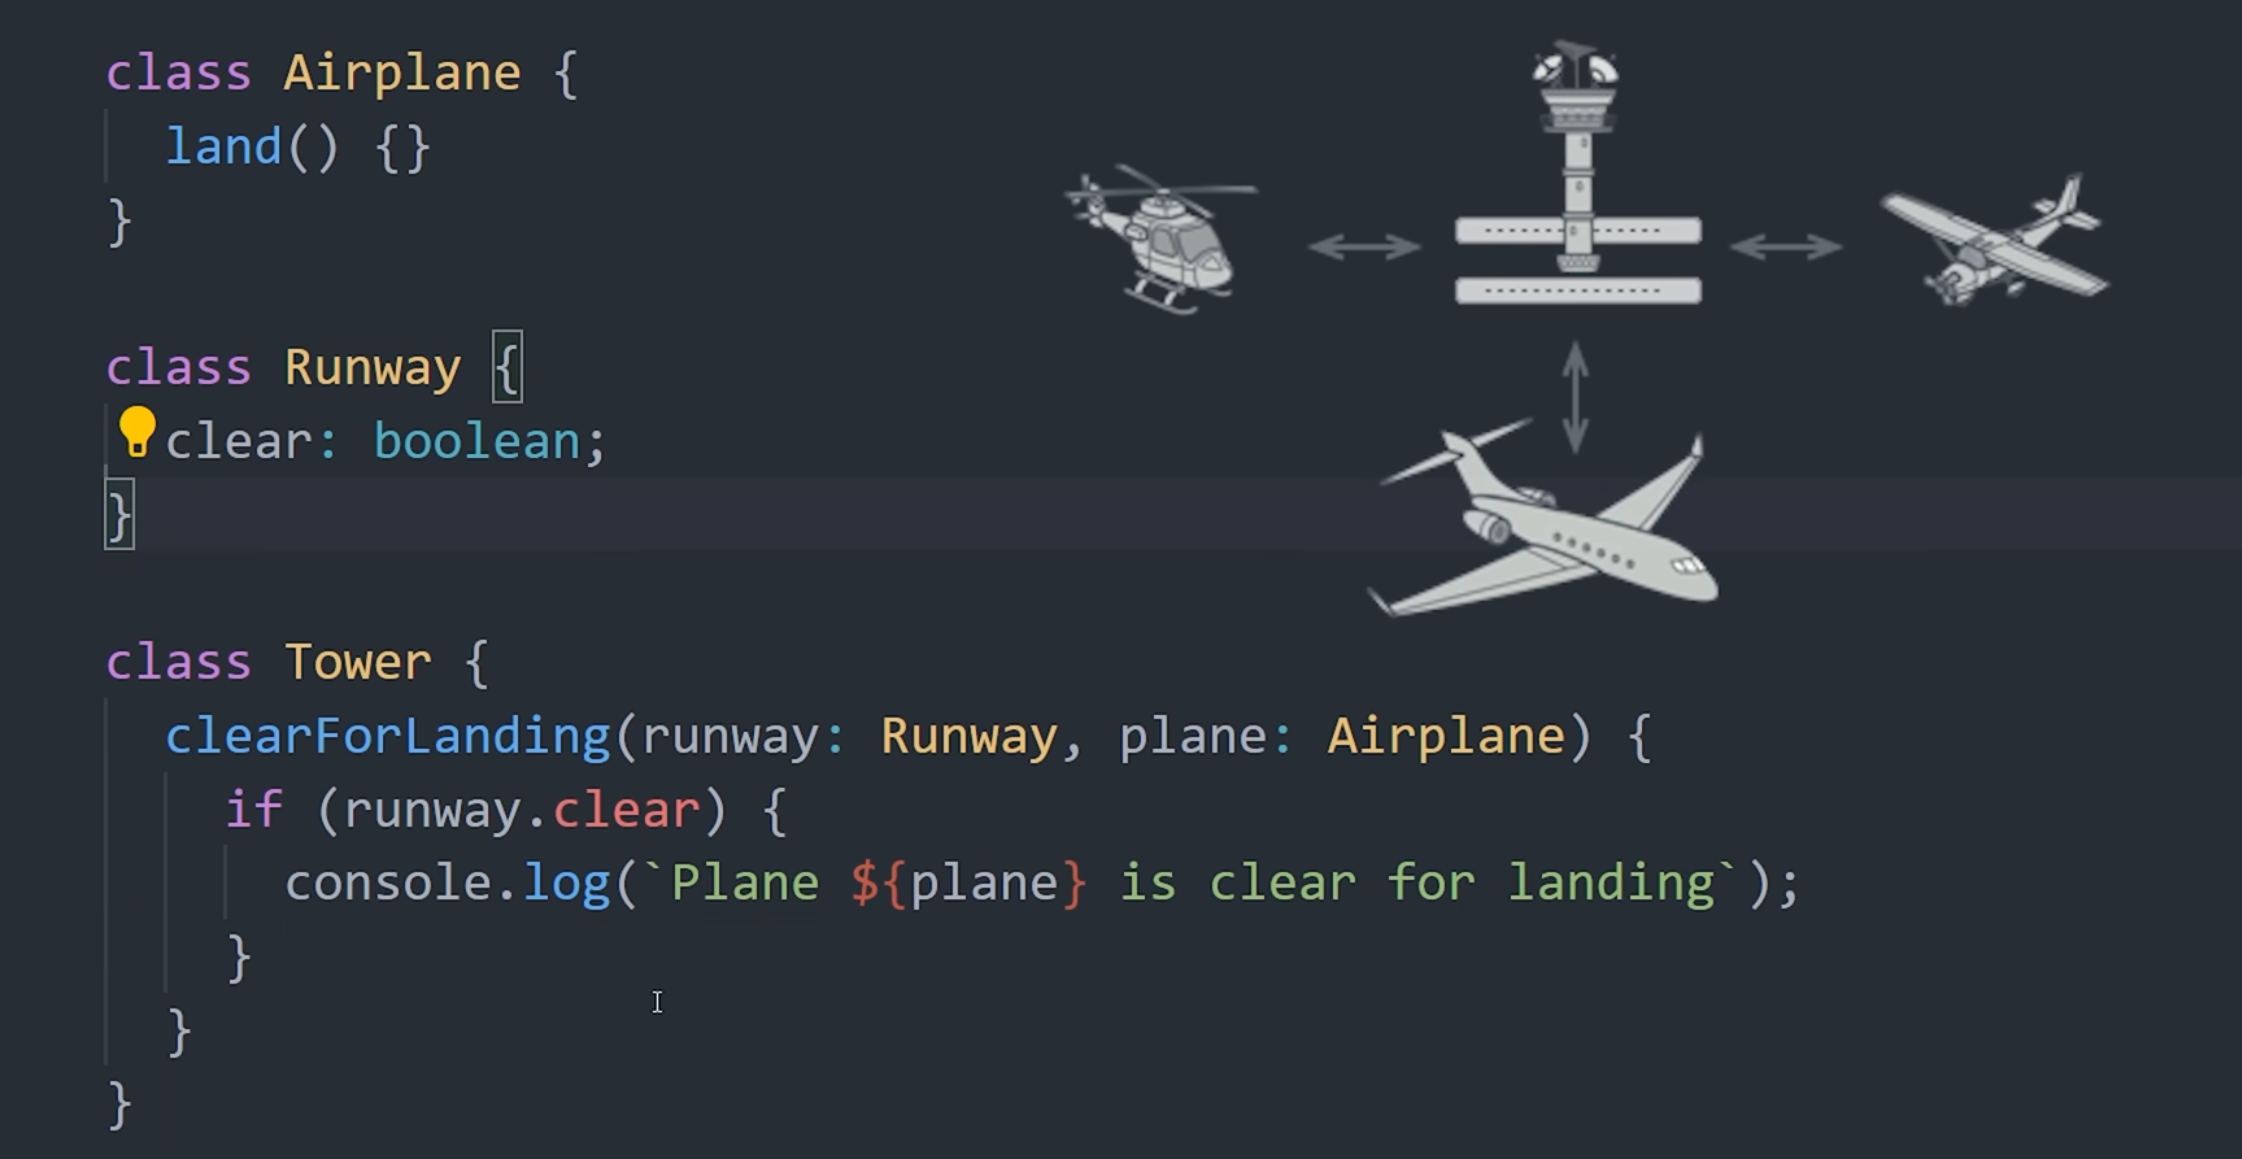 class Airplane {
  land() {}
}
class Runway {
  clear: boolean;
}
class Tower {
  clearForLanding(runway: Runway, plane: Airplane) {
    if (runway.clear) {
      console.log(`Plane ${plane} is clear for landing`);
    }
  }
}